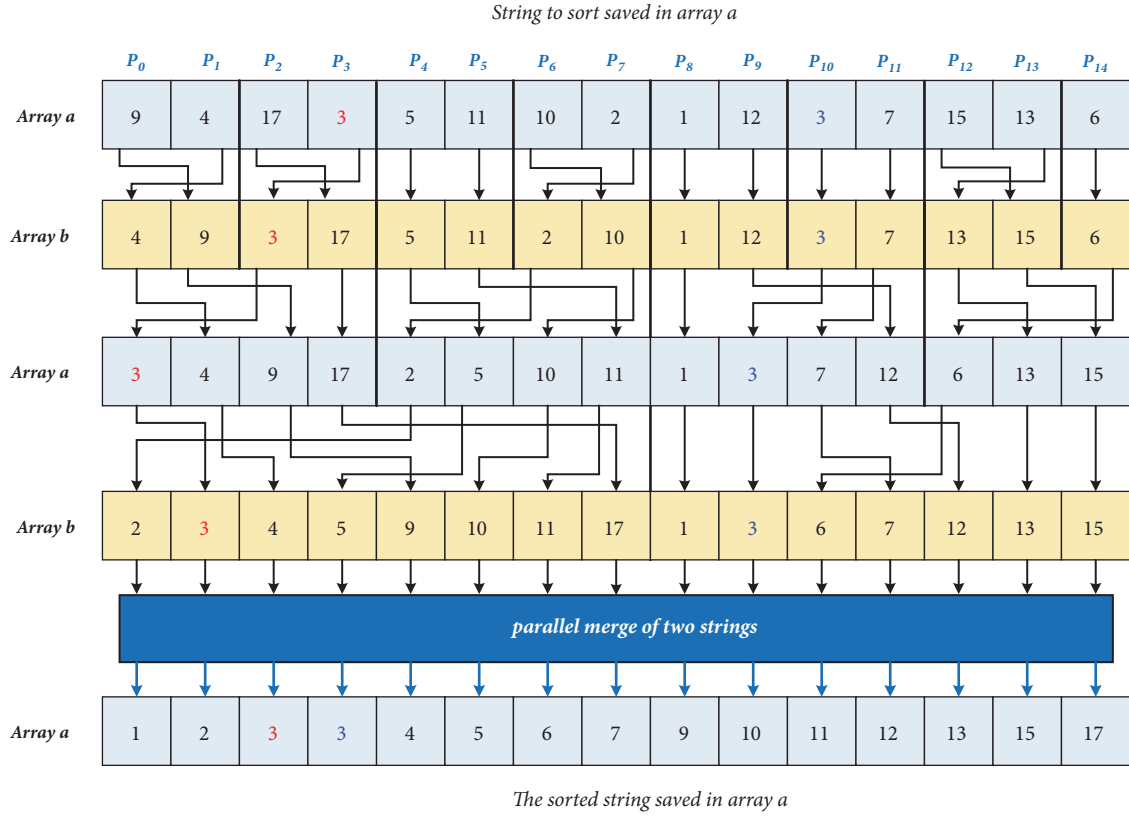 String to sort saved in array a
P0 P1 P2 P3 P4 P5 P6 P7 P8 P9 P10 P11 P12 P13 P14
Array a 9 4 17 3 5 11 10 2 1 12 3 7 15 13 6
Array b 4 9 3 17 5 11 2 10 1 12 3 7 13 15 6
Array a 3 4 9 17 2 5 10 11 1 3 7 12 6 13 15
Array b 2 3 4 5 9 10 11 17 1 3 6 7 12 13 15
parallel merge of two strings
Array a 1 2 3 3 4 5 6 7 9 10 11 12 13 15 17
The sorted string saved in array a